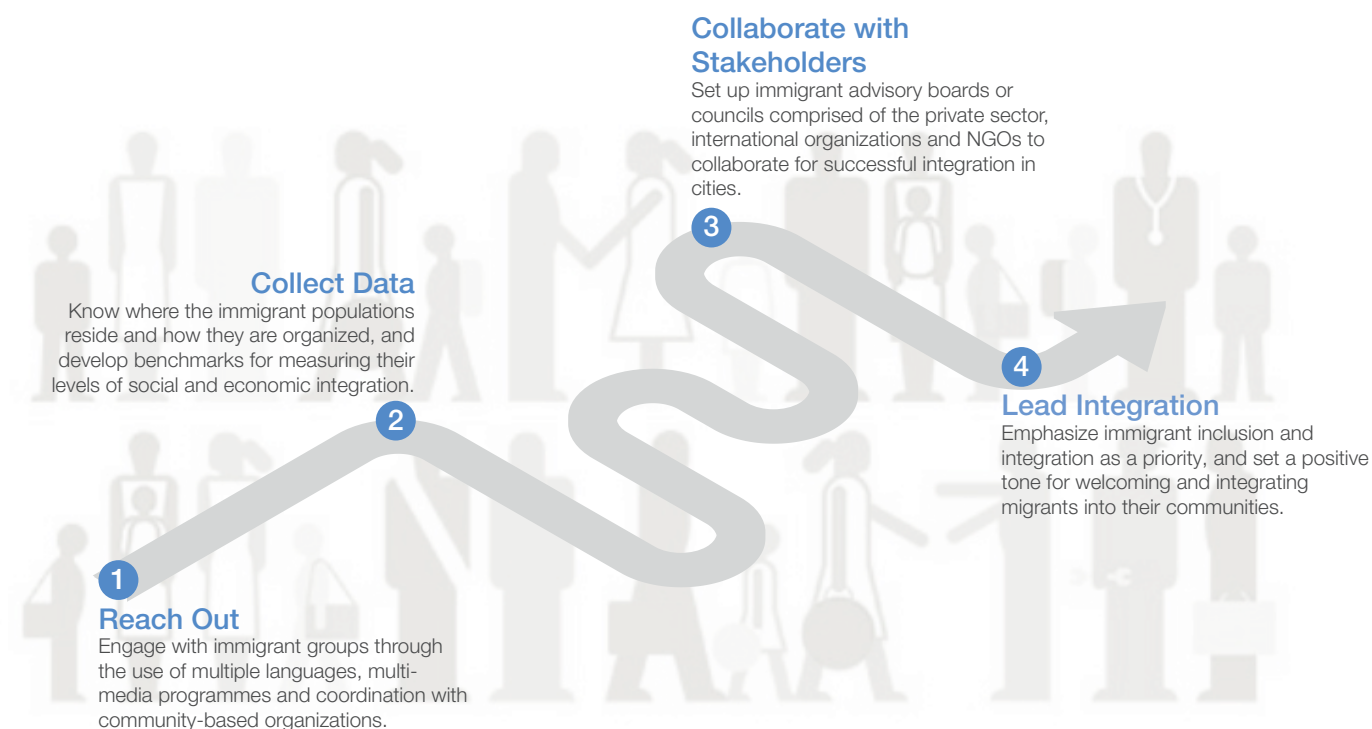 1
Reach Out
Engage with immigrant groups through
the use of multiple languages, multi-
media programmes and coordination with
community-based organizations.
Collect Data
Know where the immigrant populations
reside and how they are organized, and
develop benchmarks for measuring their
levels of social and economic integration.
2
Collaborate with
Stakeholders
Set up immigrant advisory boards or
councils comprised of the private sector,
international organizations and NGOs to
collaborate for successful integration in
cities.
3
4
Lead Integration
Emphasize immigrant inclusion and
integration as a priority, and set a positive
tone for welcoming and integrating
migrants into their communities.